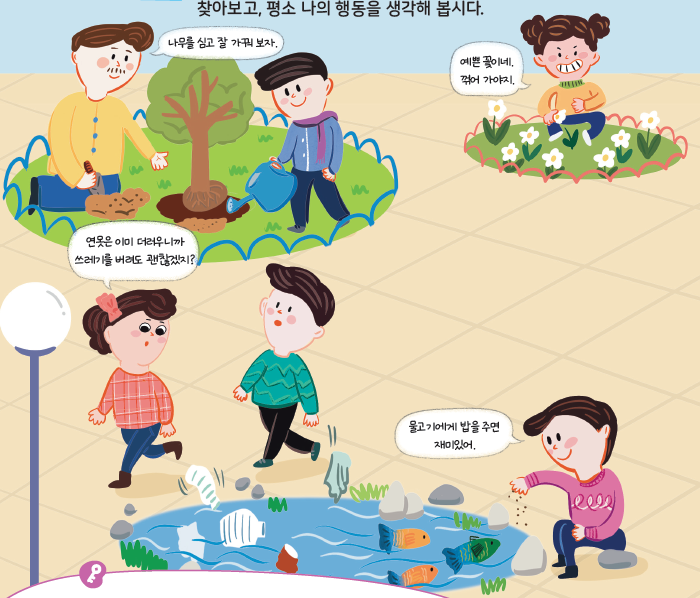 찾아보고, 평소 나의 행동을 생각해 봅시다.
나무를 심고 잘 가꿔 보자.
예쁜 꽃이네.
꺾어 가야지.
연못은 이미 더러우니까
쓰레기를 버려도 괜찮겠지?
물고기에게 밥을 주면
재미있어.